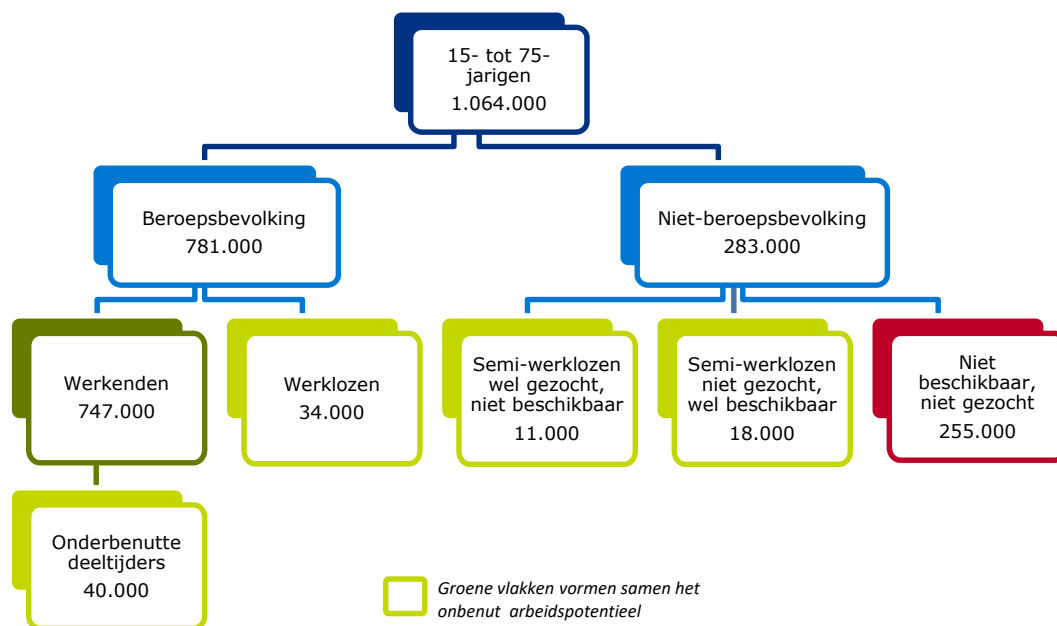 15- tot 75-
jarigen
1.064.000
Beroepsbevolking
781.000
Niet-beroepsbevolking
283.000
Werkenden
747.000
Werklozen
34.000
Semi-werklozen
wel gezocht,
niet beschikbaar
11.000
Semi-werklozen
niet gezocht,
wel beschikbaar
18.000
Niet
beschikbaar,
niet gezocht
255.000
Onderbenutte
deeltijders
40.000
Groene vlakken vormen samen het
onbenut arbeidspotentieel